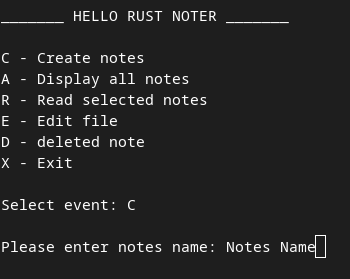 _______ HELLO RUST NOTER _______
C - Create notes
A - Display all notes
R - Read selected notes
E - Edit file
D - deleted note
X - Exit
Select event: C
Please enter notes name: Notes Name